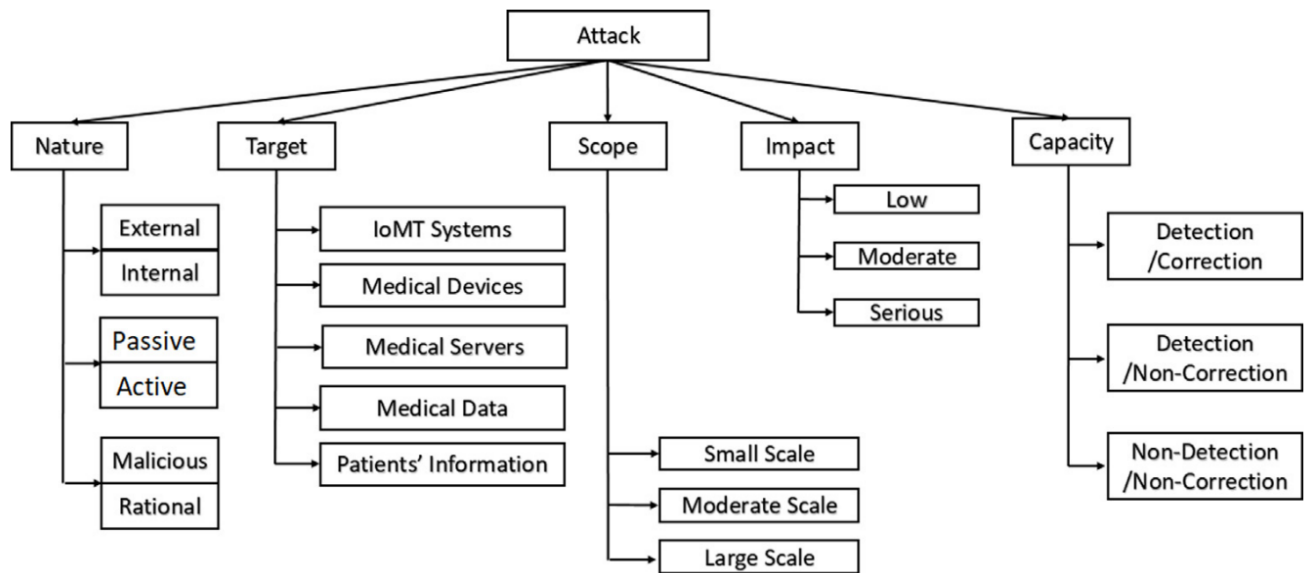 Attack
Nature
Target
Scope
Impact
Capacity
External
Internal
Passive
Active
Malicious
Rational
IoMT Systems
Medical Devices
Medical Servers
Medical Data
Patients’ Information
Small Scale
Moderate Scale
Large Scale
Low
Moderate
Serious
Detection
/Correction
Detection
/Non-Correction
Non-Detection
/Non-Correction